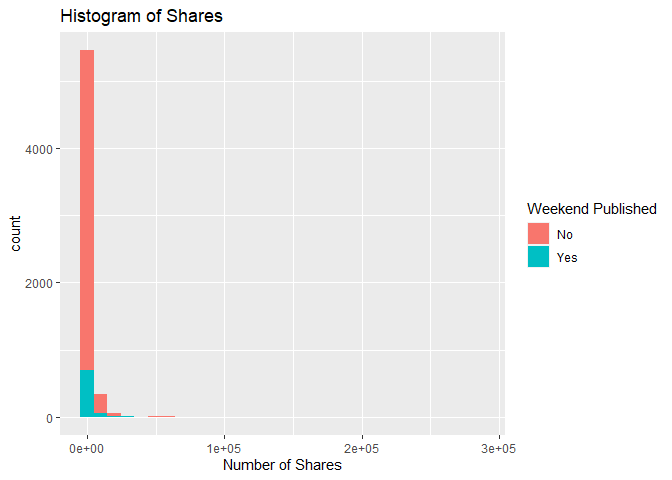 Histogram of Shares
4000
2000
0
count
0e+00 1e+05 2e+05 3e+05
Number of Shares
Weekend Published
No
Yes